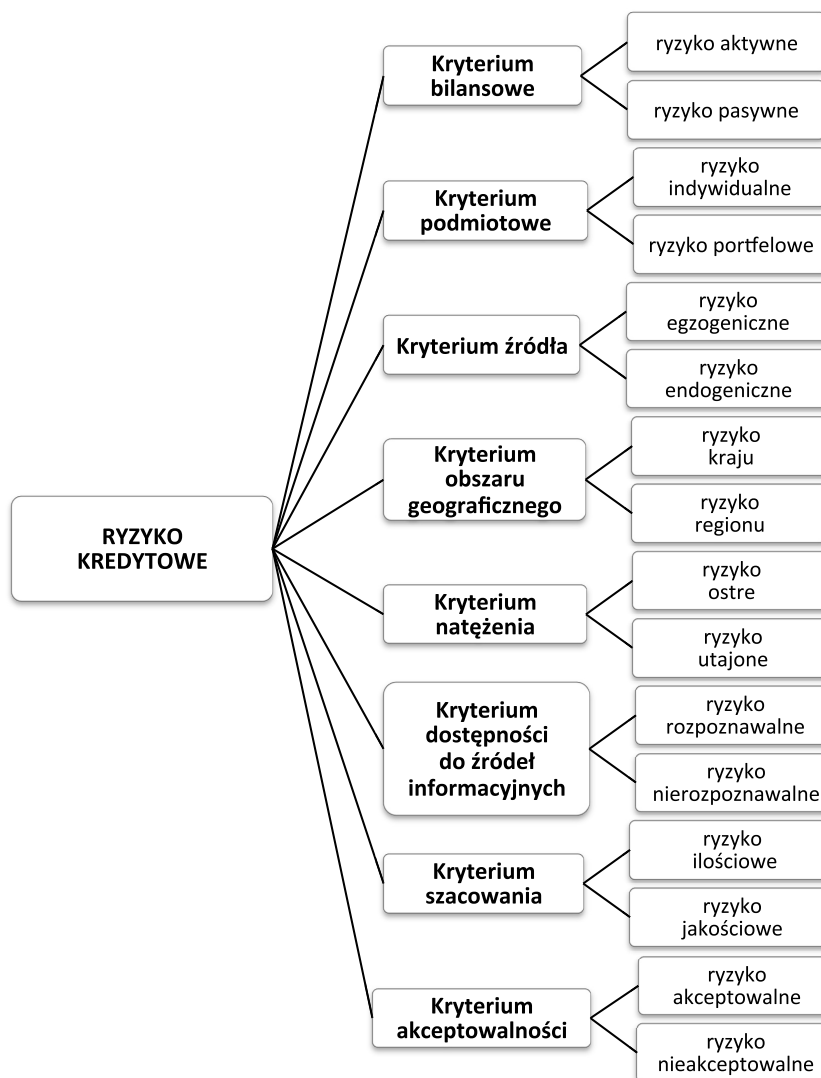 RYZYKO
KREDYTOWE
Kryterium
bilansowe
ryzyko aktywne
ryzyko pasywne
Kryterium
podmiotowe
ryzyko
indywidualne
ryzyko portfelowe
Kryterium źródła
ryzyko
egzogeniczne
ryzyko
endogeniczne
Kryterium
obszaru
geograficznego
ryzyko
kraju
ryzyko
regionu
Kryterium
natężenia
ryzyko
ostre
ryzyko
utajone
Kryterium
dostępności
do źródeł
informacyjnych
ryzyko
rozpoznawalne
ryzyko
nierozpoznawalne
Kryterium
szacowania
ryzyko
ilościowe
ryzyko
jakościowe
Kryterium
akceptowalności
ryzyko
akceptowalne
ryzyko
nieakceptowalne